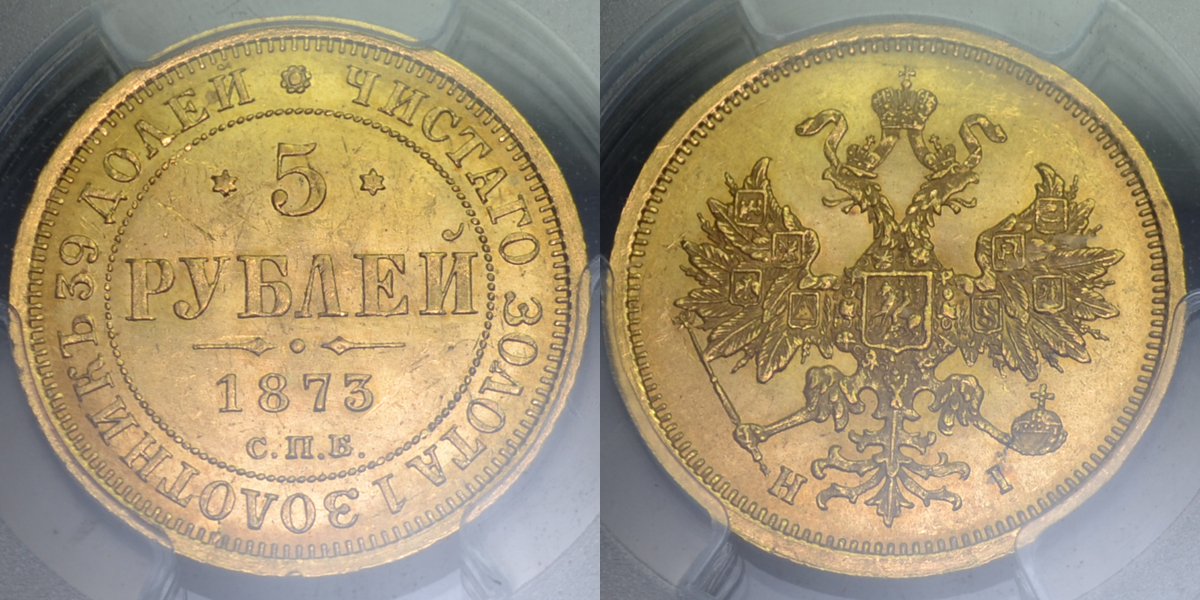 ЧИСТАГО ЗОЛОТА 1 ЗОЛОТНИКЪ 39 ДОЛЕЙ
5
РУБЛЕЙ
1873
С.П.Б.
Н I